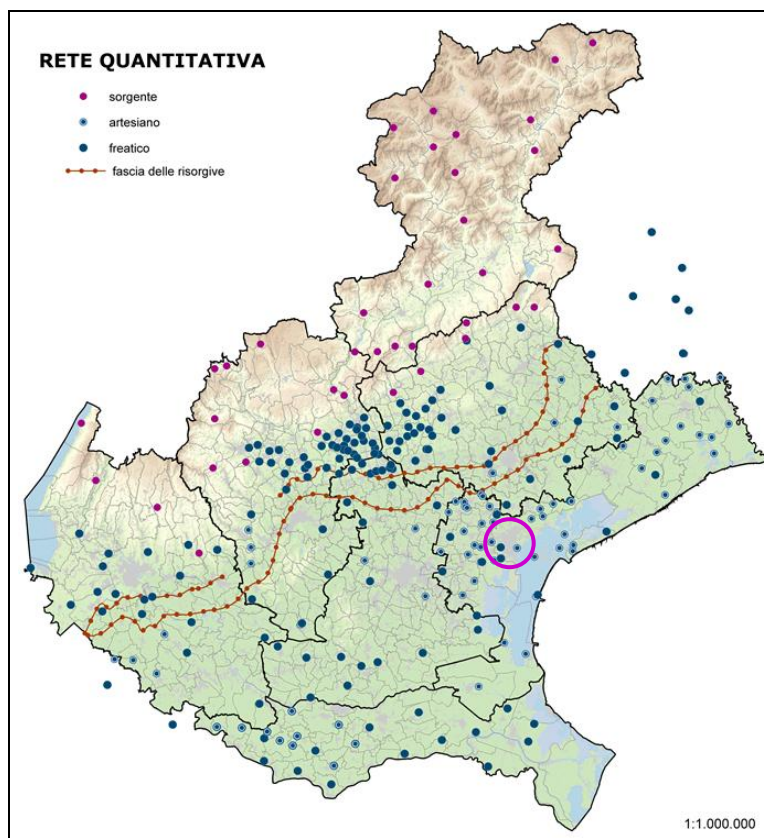 RETE QUANTITATIVA
sorgente
artesiano
freatico
fascia delle risorgive
1:1.000.000